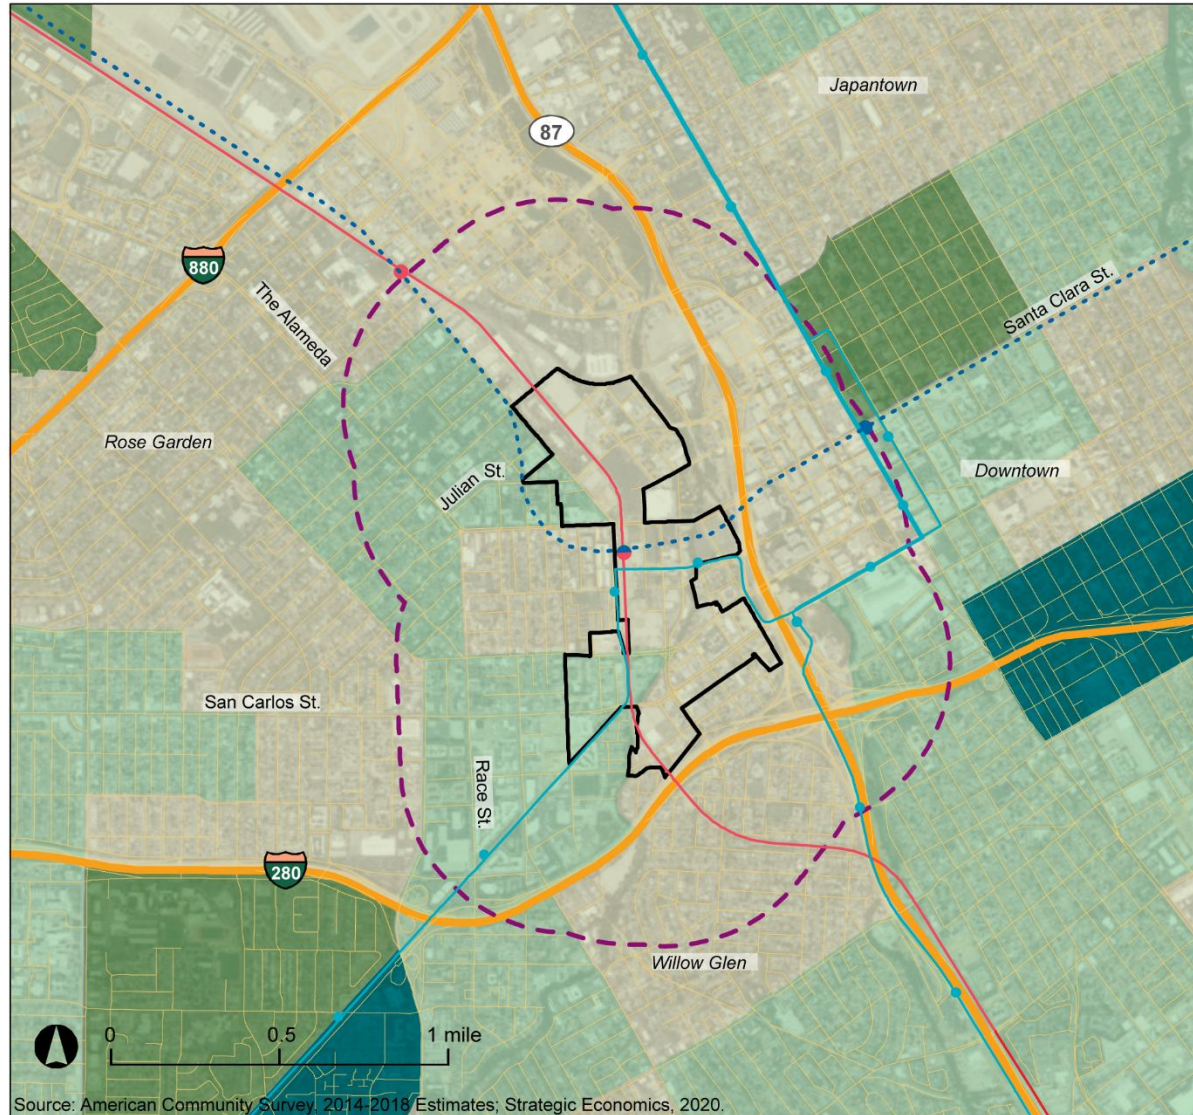 Japantown
87
880
Santa Clara St.
The Alameda
Rose Garden
Julian St.
Downtown
San Carlos St.
Race St.
280
Willow Glen
0 0.5 1 mile
Source: American Community Survey, 2014-2018 Estimates; Strategic Economics, 2020.